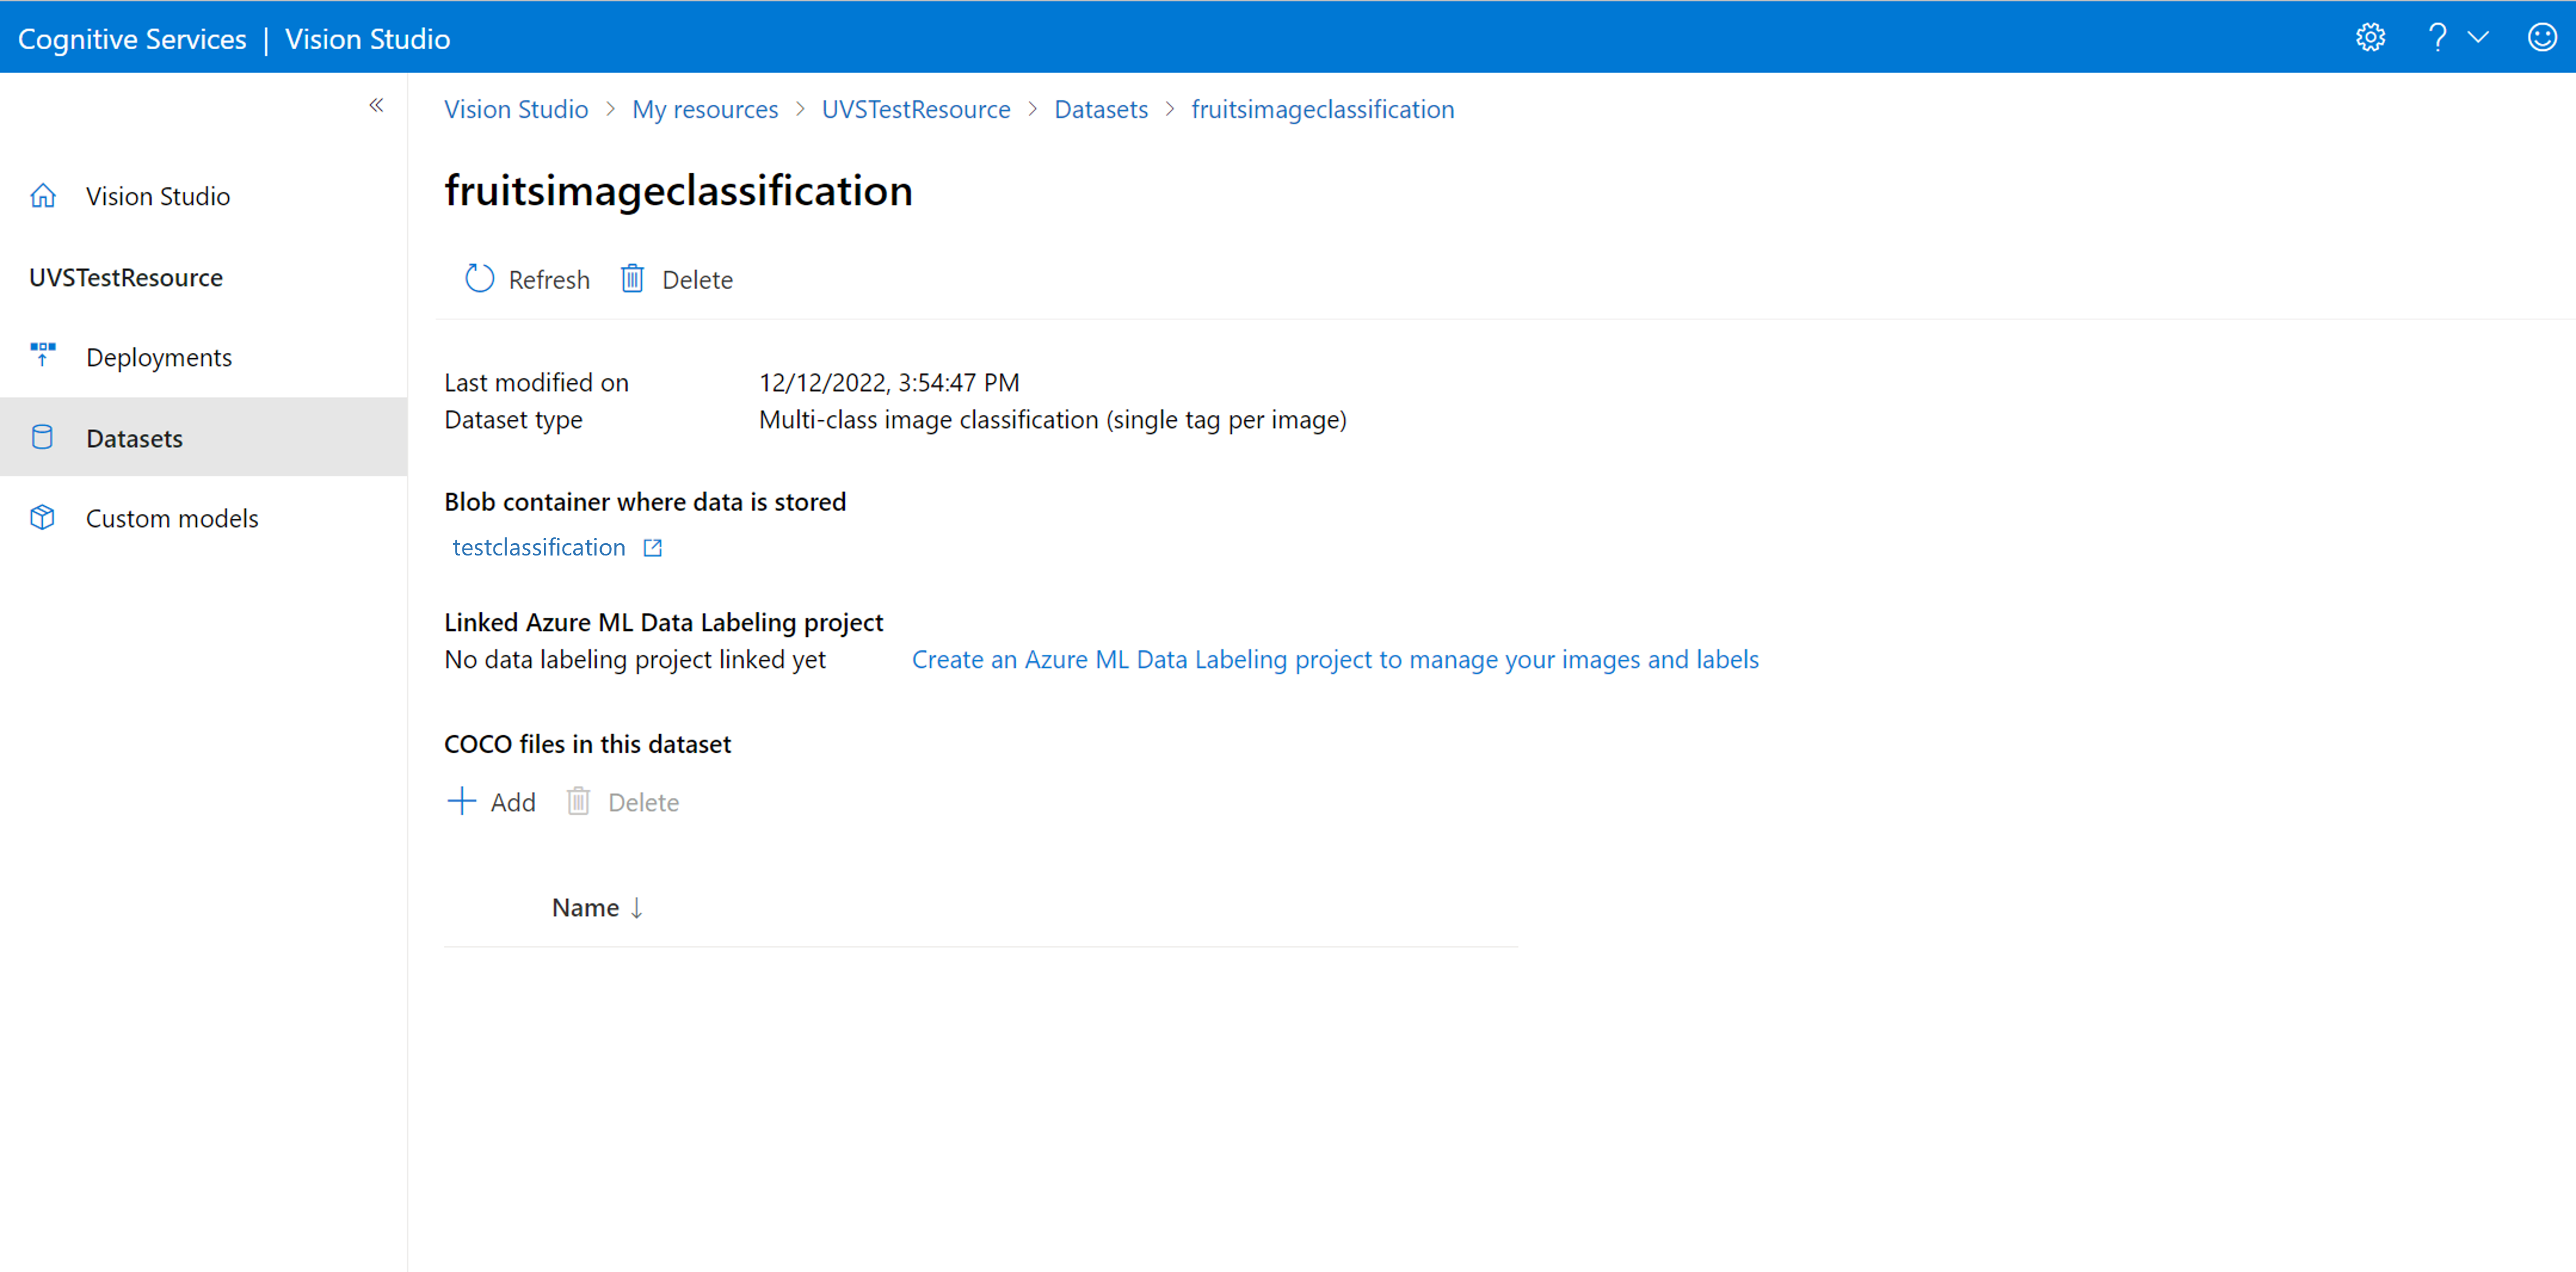 Cognitive Services | Vision Studio
Vision Studio > My resources > UVSTestResource > Datasets > fruitsimageclassification
Vision Studio
UVSTestResource
Deployments
Datasets
Custom models
fruitsimageclassification
Refresh Delete
Last modified on 12/12/2022, 3:54:47 PM
Dataset type Multi-class image classification (single tag per image)
Blob container where data is stored
testclassification
Linked Azure ML Data Labeling project
No data labeling project linked yet Create an Azure ML Data Labeling project to manage your images and labels
COCO files in this dataset
Add Delete
Name ↓